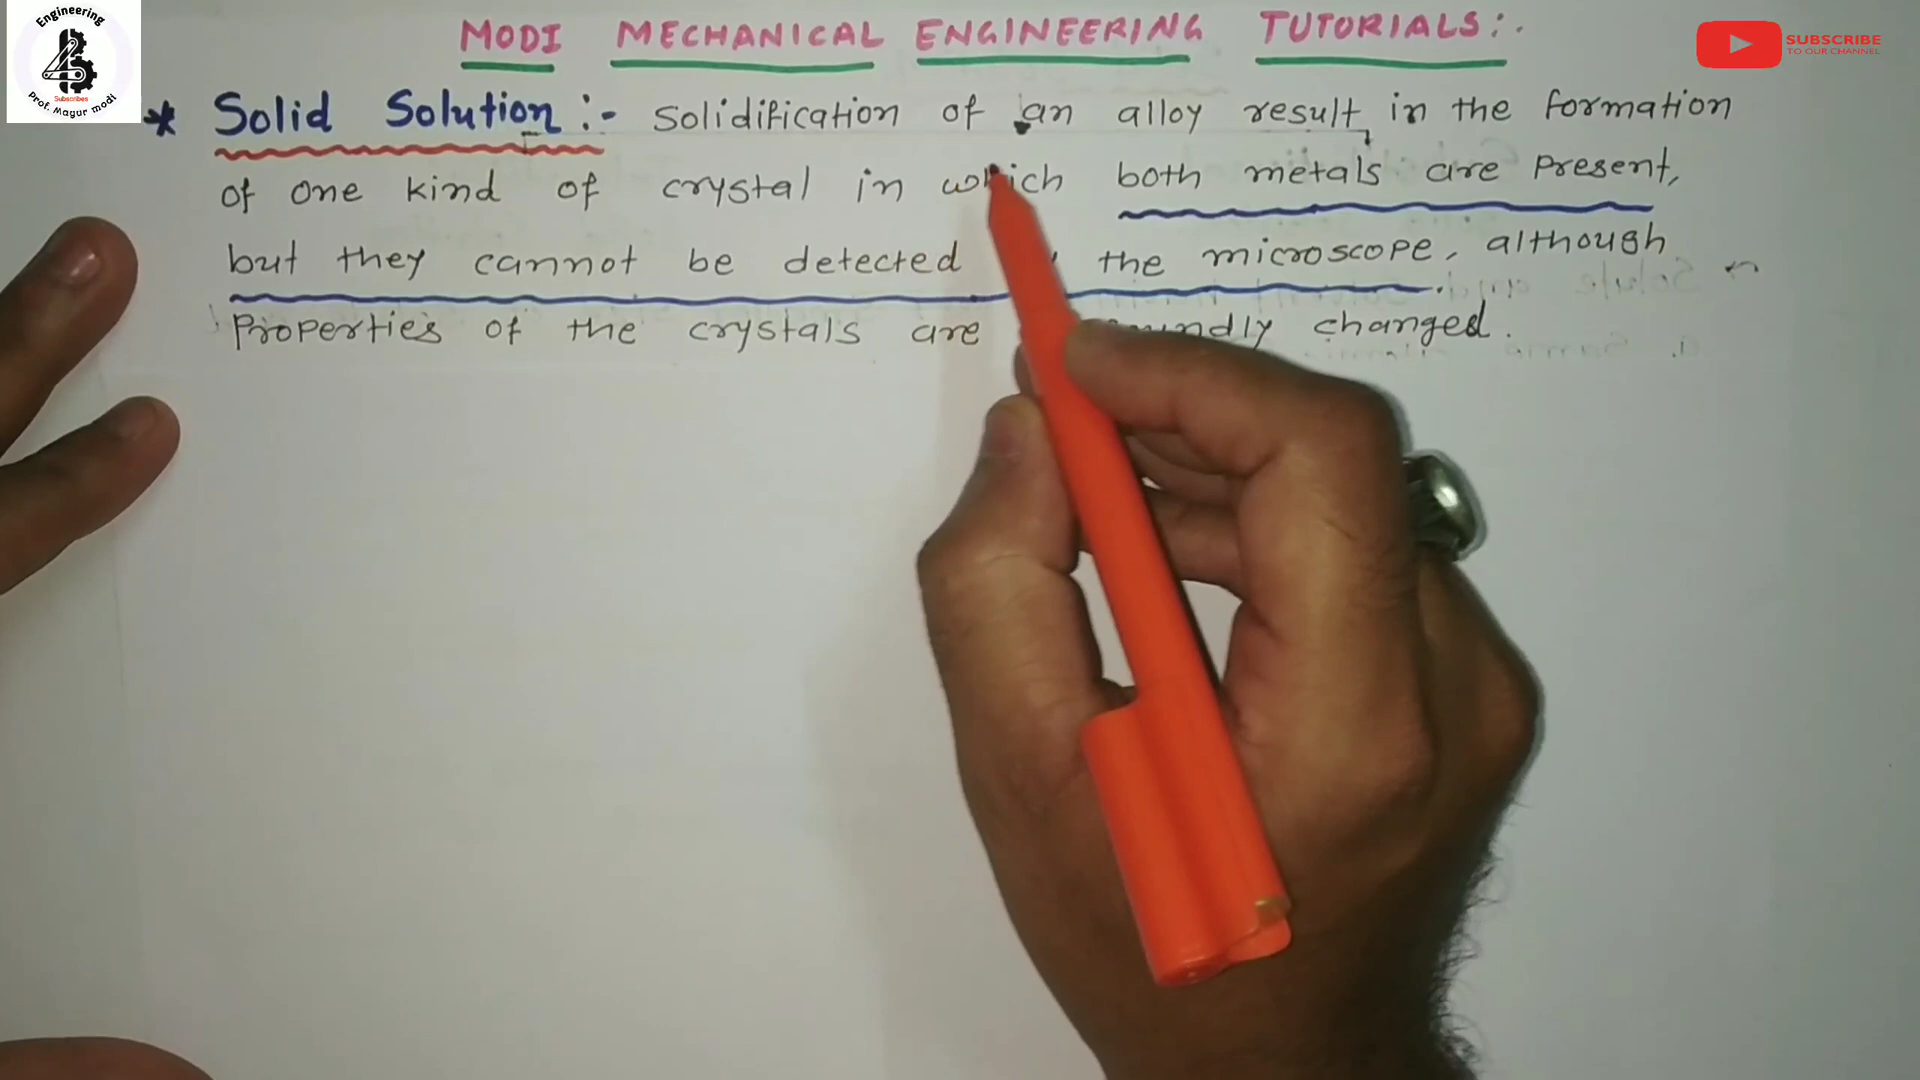 Engineering
Subscribes
Prof. Mayur modi
MODI MECHANICAL ENGINEERING TUTORIALS:.
SUBSCRIBE
TO OUR CHANNEL
* Solid Solution :- Solidification of an alloy result in the formation
of one kind of crystal in which both metals are present,
but they cannot be detected the microscope, although
Properties of the crystals are changed.